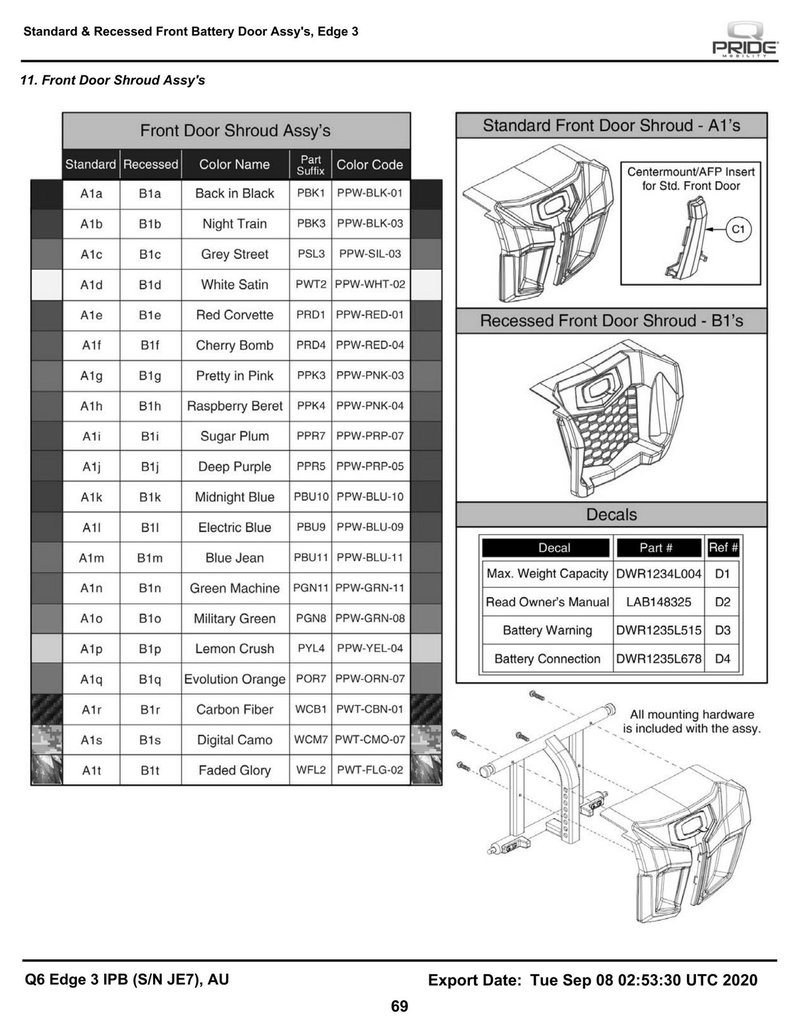 Standard & Recessed Front Battery Door Assy's, Edge 3
Q
PRIDE
MOBILITY
11. Front Door Shroud Assy's
Front Door Shroud Assy's
Standard Recessed Color Name Part Suffix Color Code
A1a B1a Back in Black PBK1 PPW-BLK-01
A1b B1b Night Train PBK3 PPW-BLK-03
A1c B1c Grey Street PSL3 PPW-SIL-03
A1d B1d White Satin PWT2 PPW-WHT-02
A1e B1e Red Corvette PRD1 PPW-RED-01
A1f B1f Cherry Bomb PRD4 PPW-RED-04
A1g B1g Pretty in Pink PPK3 PPW-PNK-03
A1h B1h Raspberry Beret PPK4 PPW-PNK-04
A1i B1i Sugar Plum PPR7 PPW-PRP-07
A1j B1j Deep Purple PPR5 PPW-PRP-05
A1k B1k Midnight Blue PBU10 PPW-BLU-10
A1l B1l Electric Blue PBU9 PPW-BLU-09
A1m B1m Blue Jean PBU11 PPW-BLU-11
A1n B1n Green Machine PGN11 PPW-GRN-11
A1o B1o Military Green PGN8 PPW-GRN-08
A1p B1p Lemon Crush PYL4 PPW-YEL-04
A1q B1q Evolution Orange POR7 PPW-ORN-07
A1r B1r Carbon Fiber WCB1 PWT-CBN-01
A1s B1s Digital Camo WCM7 PWT-CMO-07
A1t B1t Faded Glory WFL2 PWT-FLG-02
Standard Front Door Shroud - A1's
Centermount/AFP Insert
for Std. Front Door
C1
Recessed Front Door Shroud - B1's
Decals
Decal Part # Ref #
Max. Weight Capacity DWR1234L004 D1
Read Owner's Manual LAB148325 D2
Battery Warning DWR1235L515 D3
Battery Connection DWR1235L678 D4
All mounting hardware
is included with the assy.
Q6 Edge 3 IPB (S/N JE7), AU
Export Date: Tue Sep 08 02:53:30 UTC 2020
69